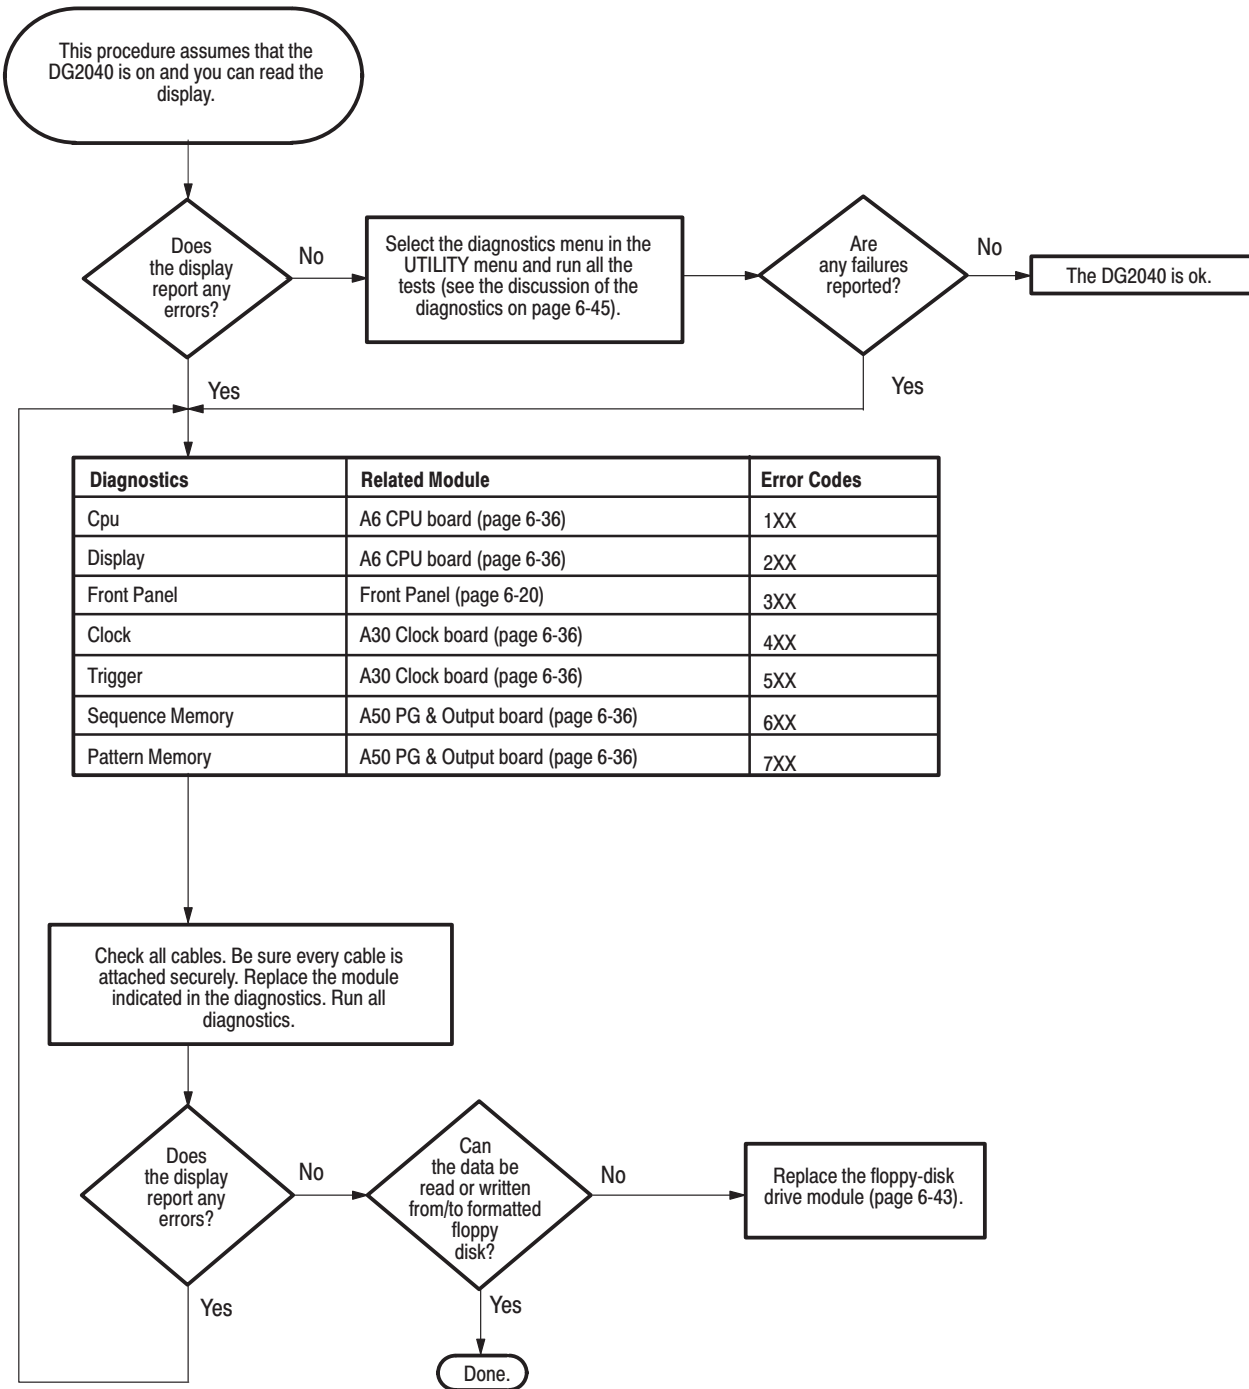 This procedure assumes that the
DG2040 is on and you can read the
display.
Does
the display
report any
errors?
No
Select the diagnostics menu in the
UTILITY menu and run all the
tests (see the discussion of the
diagnostics on page 6-45).
Are
any failures
reported?
No
The DG2040 is ok.
Yes
Yes
Diagnostics Related Module Error Codes
Cpu A6 CPU board (page 6-36) 1XX
Display A6 CPU board (page 6-36) 2XX
Front Panel Front Panel (page 6-20) 3XX
Clock A30 Clock board (page 6-36) 4XX
Trigger A30 Clock board (page 6-36) 5XX
Sequence Memory A50 PG & Output board (page 6-36) 6XX
Pattern Memory A50 PG & Output board (page 6-36) 7XX
Check all cables. Be sure every cable is
attached securely. Replace the module
indicated in the diagnostics. Run all
diagnostics.
Does
the display
report any
errors?
No
Can
the data be
read or written
from/to formatted
floppy
disk?
No
Replace the floppy-disk
drive module (page 6-43).
Yes
Yes
Done.